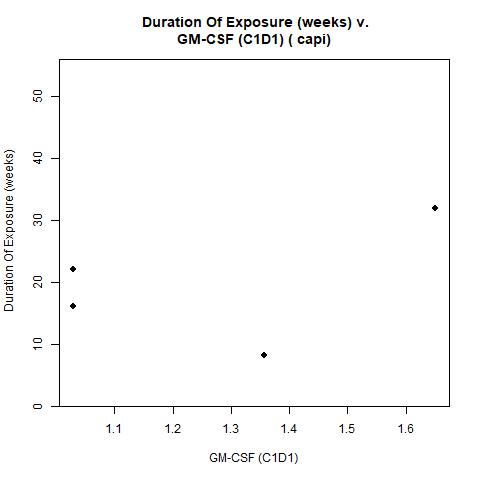 Duration Of Exposure (weeks) v.
GM-CSF (C1D1) ( capi)
Duration Of Exposure (weeks)
50
40
30
20
10
0
1.1 1.2 1.3 1.4 1.5 1.6
GM-CSF (C1D1)